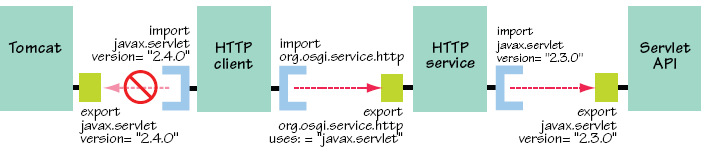 Tomcat
import
javax.servlet
version= "2.4.0"
export
javax.servlet
version= "2.4.0"
HTTP
client
import
org.osgi.service.http
export
org.osgi.service.http
uses: = "javax.servlet"
HTTP
service
import
javax.servlet
version= "2.3.0"
export
javax.servlet
version= "2.3.0"
Servlet
API